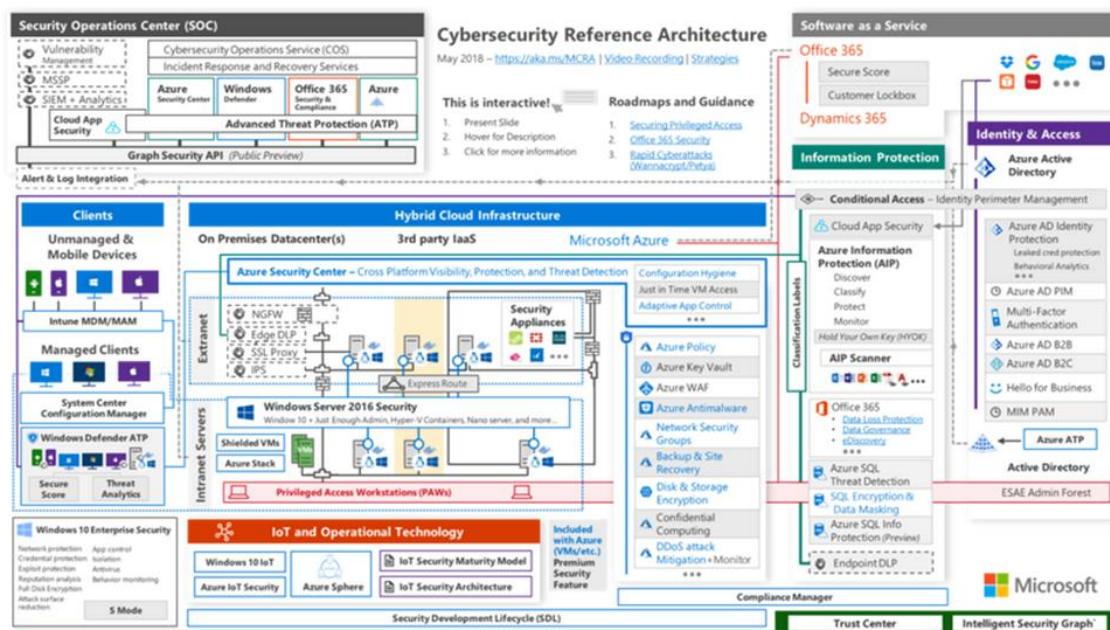 Security Operations Center (SOC)
Vulnerability
Management
MSSP
SIEM + Analytics
Cybersecurity Operations Service (COS)
Incident Response and Recovery Services
Azure
Security Center
Windows
Defender
Office 365
Security &
Compliance
Azure
Cloud App
Security
Advanced Threat Protection (ATP)
Graph Security API (Public Preview)
Alert & Log Integration
Cybersecurity Reference Architecture
May 2018 – https://aka.ms/MCRA | Video Recording | Strategies
This is interactive!
1. Present Slide
2. Hover for Description
3. Click for more information
Roadmaps and Guidance
1. Securing Privileged Access
2. Office 365 Security
3. Rapid Cyberattacks
(Wannacrypt/Petya)
Software as a Service
Office 365
Secure Score
Customer Lockbox
Dynamics 365
Information Protection
Identity & Access
Azure Active
Directory
Conditional Access – Identity Perimeter Management
Clients
Unmanaged &
Mobile Devices
Intune MDM/MAM
Managed Clients
System Center
Configuration Manager
Windows Defender ATP
Secure
Score
Threat
Analytics
Hybrid Cloud Infrastructure
On Premises Datacenter(s)
3rd party IaaS
Microsoft Azure
Azure Security Center – Cross Platform Visibility, Protection, and Threat Detection
Configuration Hygiene
Just in Time VM Access
Adaptive App Control
Extranet
NGFW
Edge DLP
SSL Proxy
IPS
Security
Appliances
Express Route
Intranet Servers
Windows Server 2016 Security
Window 10 + Just Enough Admin, Hyper-V Containers, Nano server, and more...
Shielded VMs
VMs
Azure Stack
Privileged Access Workstations (PAWs)
Azure Policy
Azure Key Vault
Azure WAF
Azure Antimalware
Network Security
Groups
Backup & Site
Recovery
Disk & Storage
Encryption
Confidential
Computing
DDoS attack
Mitigation+Monitor
Classification Labels
Cloud App Security
Azure Information
Protection (AIP)
Discover
Classify
Protect
Monitor
Hold Your Own Key (HYOK)
AIP Scanner
Office 365
• Data Loss Protection
• Data Governance
• eDiscovery
Azure SQL
Threat Detection
SQL Encryption &
Data Masking
Azure SQL Info
Protection (Preview)
Endpoint DLP
Azure AD Identity
Protection
Leaked cred protection
Behavioral Analytics
Azure AD PIM
Multi-Factor
Authentication
Azure AD B2B
Azure AD B2C
Hello for Business
MIM PAM
Azure ATP
Active Directory
ESAE Admin Forest
Windows 10 Enterprise Security
Network protection
Credential protection
Exploit protection
Reputation analysis
Full Disk Encryption
Attack surface
reduction
App control
Isolation
Antivirus
Behavior monitoring
S Mode
IoT and Operational Technology
Windows 10 IoT
Azure IoT Security
Azure Sphere
IoT Security Maturity Model
IoT Security Architecture
Included
with Azure
(VMs/etc.)
Premium
Security
Feature
Security Development Lifecycle (SDL)
Compliance Manager
Microsoft
Trust Center
Intelligent Security Graph